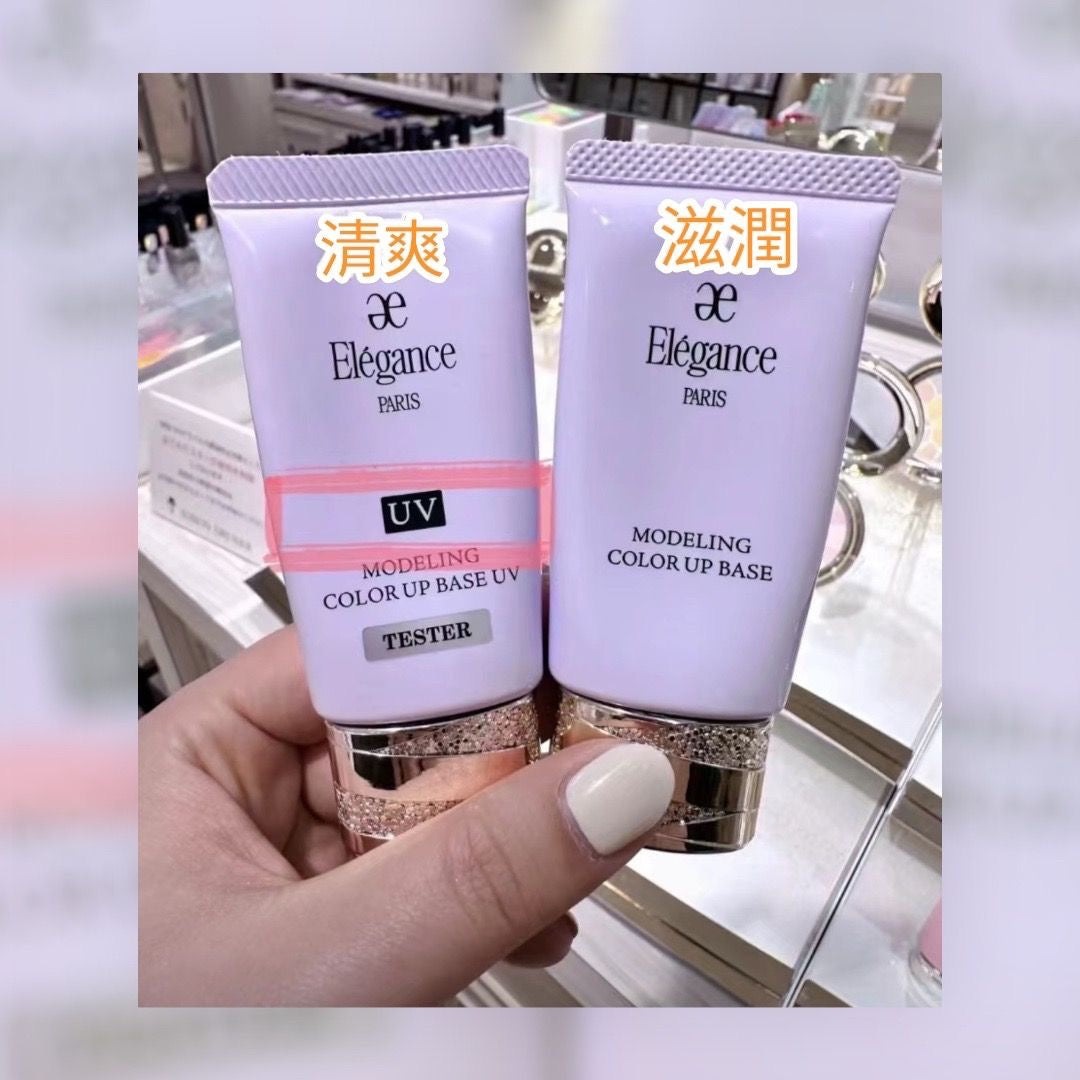 清爽
滋潤
æ
Elégance
PARIS
UV
MODELING
COLOR UP BASE UV
TESTER
æ
Elégance
PARIS
MODELING
COLOR UP BASE